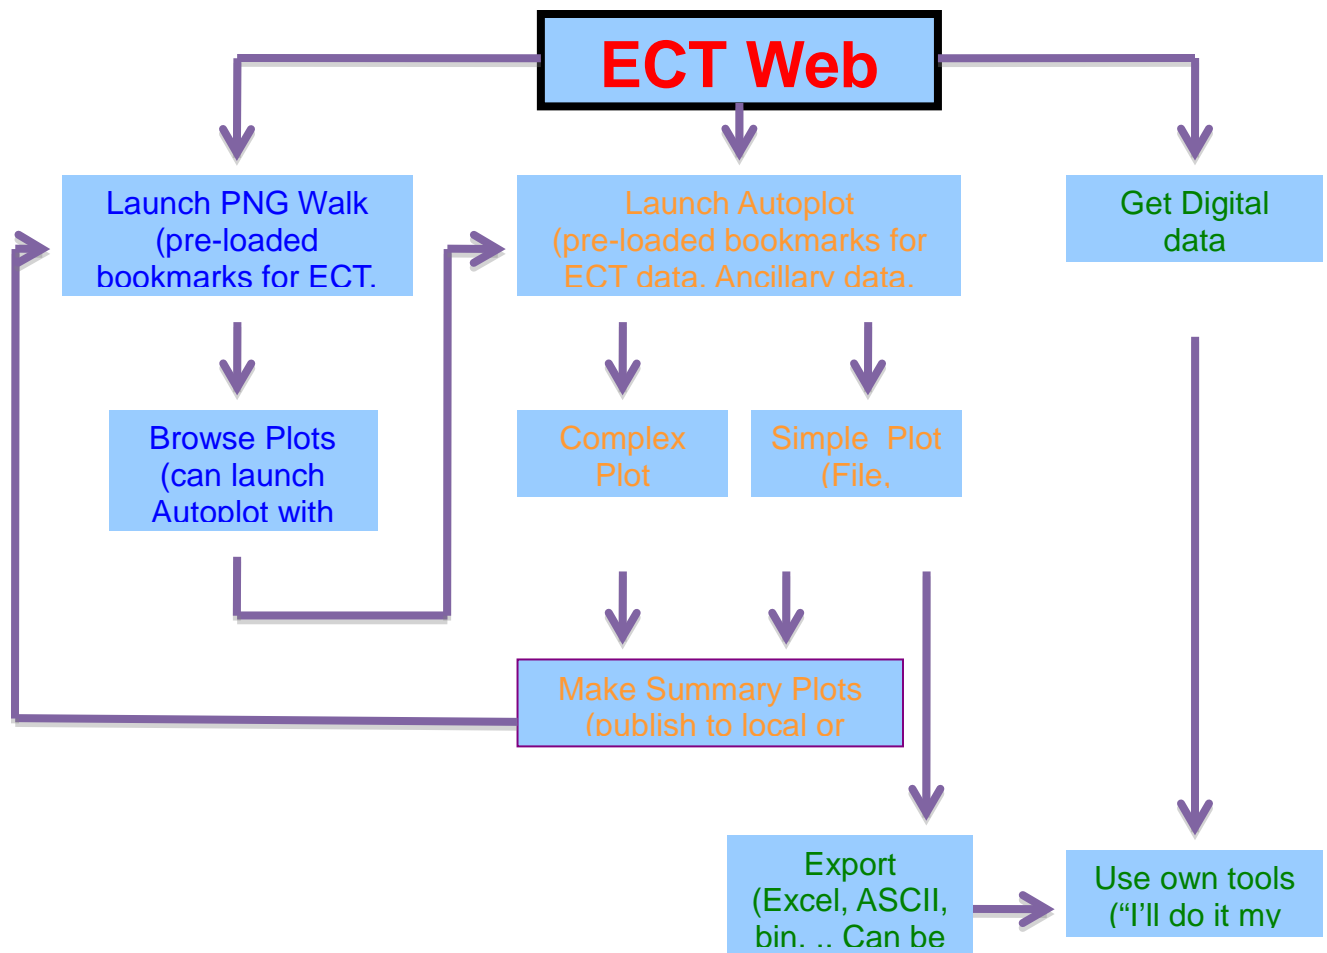 ECT Web
Launch PNG Walk
(pre-loaded
bookmarks for ECT,
Launch Autoplot
(pre-loaded bookmarks for
ECT data, Ancillary data,
Get Digital
data
Browse Plots
(can launch
Autoplot with
Complex
Plot
Simple Plot
(File,
Make Summary Plots
(publish to local or
Export
(Excel, ASCII,
bin, .. Can be
Use own tools
(“I’ll do it my